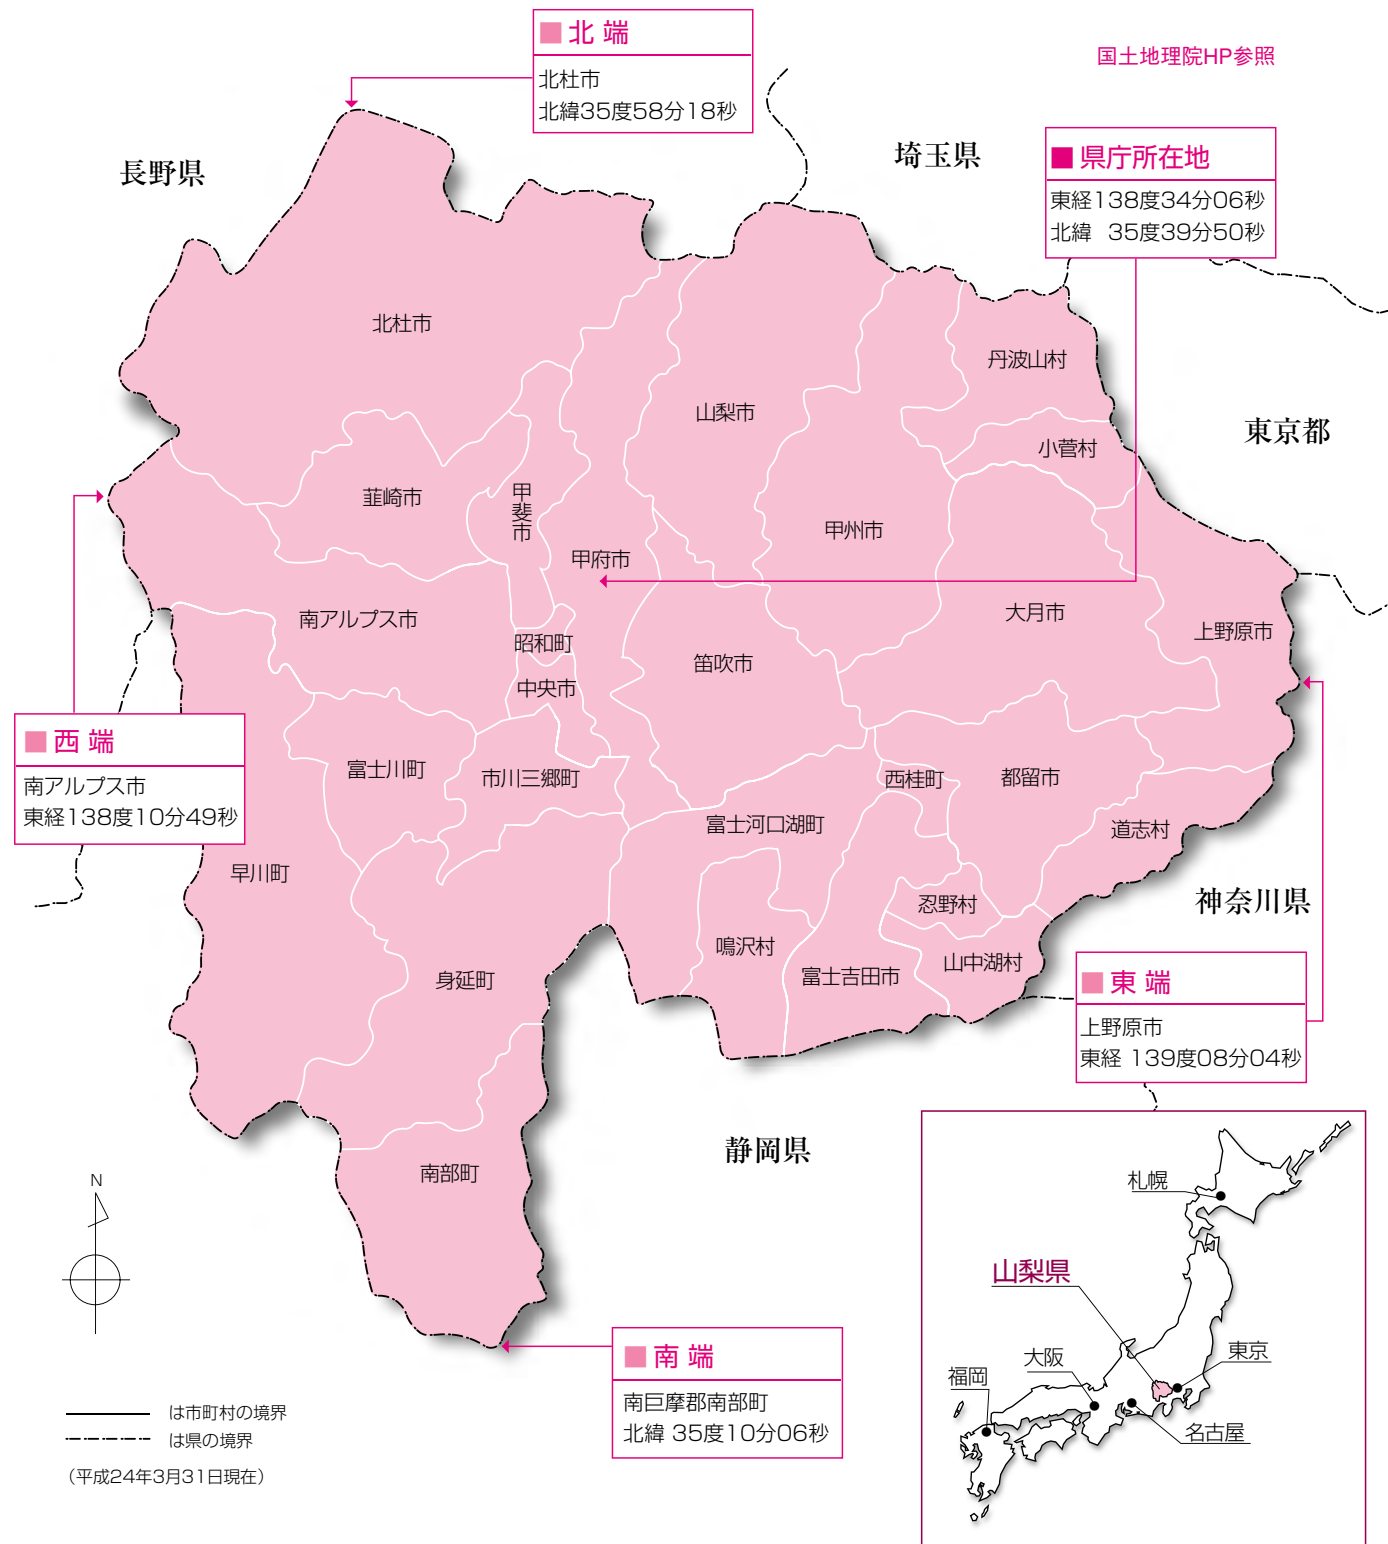 北端
北杜市
北緯35度58分18秒
国土地理院HP参照
長野県
埼玉県
県庁所在地
東経138度34分06秒
北緯 35度39分50秒
北杜市
丹波山村
山梨市
東京都
小菅村
韮崎市
甲斐市
甲州市
甲府市
南アルプス市
大月市
上野原市
昭和町
笛吹市
中央市
西端
南アルプス市
東経138度10分49秒
富士川町
市川三郷町
西桂町
都留市
富士河口湖町
道志村
早川町
忍野村
神奈川県
鳴沢村
山中湖村
富士吉田市
身延町
東端
上野原市
東経 139度08分04秒
静岡県
南部町
N
札幌
山梨県
東京
大阪
福岡
名古屋
南端
南巨摩郡南部町
北緯 35度10分06秒
は市町村の境界
は県の境界
（平成24年3月31日現在）